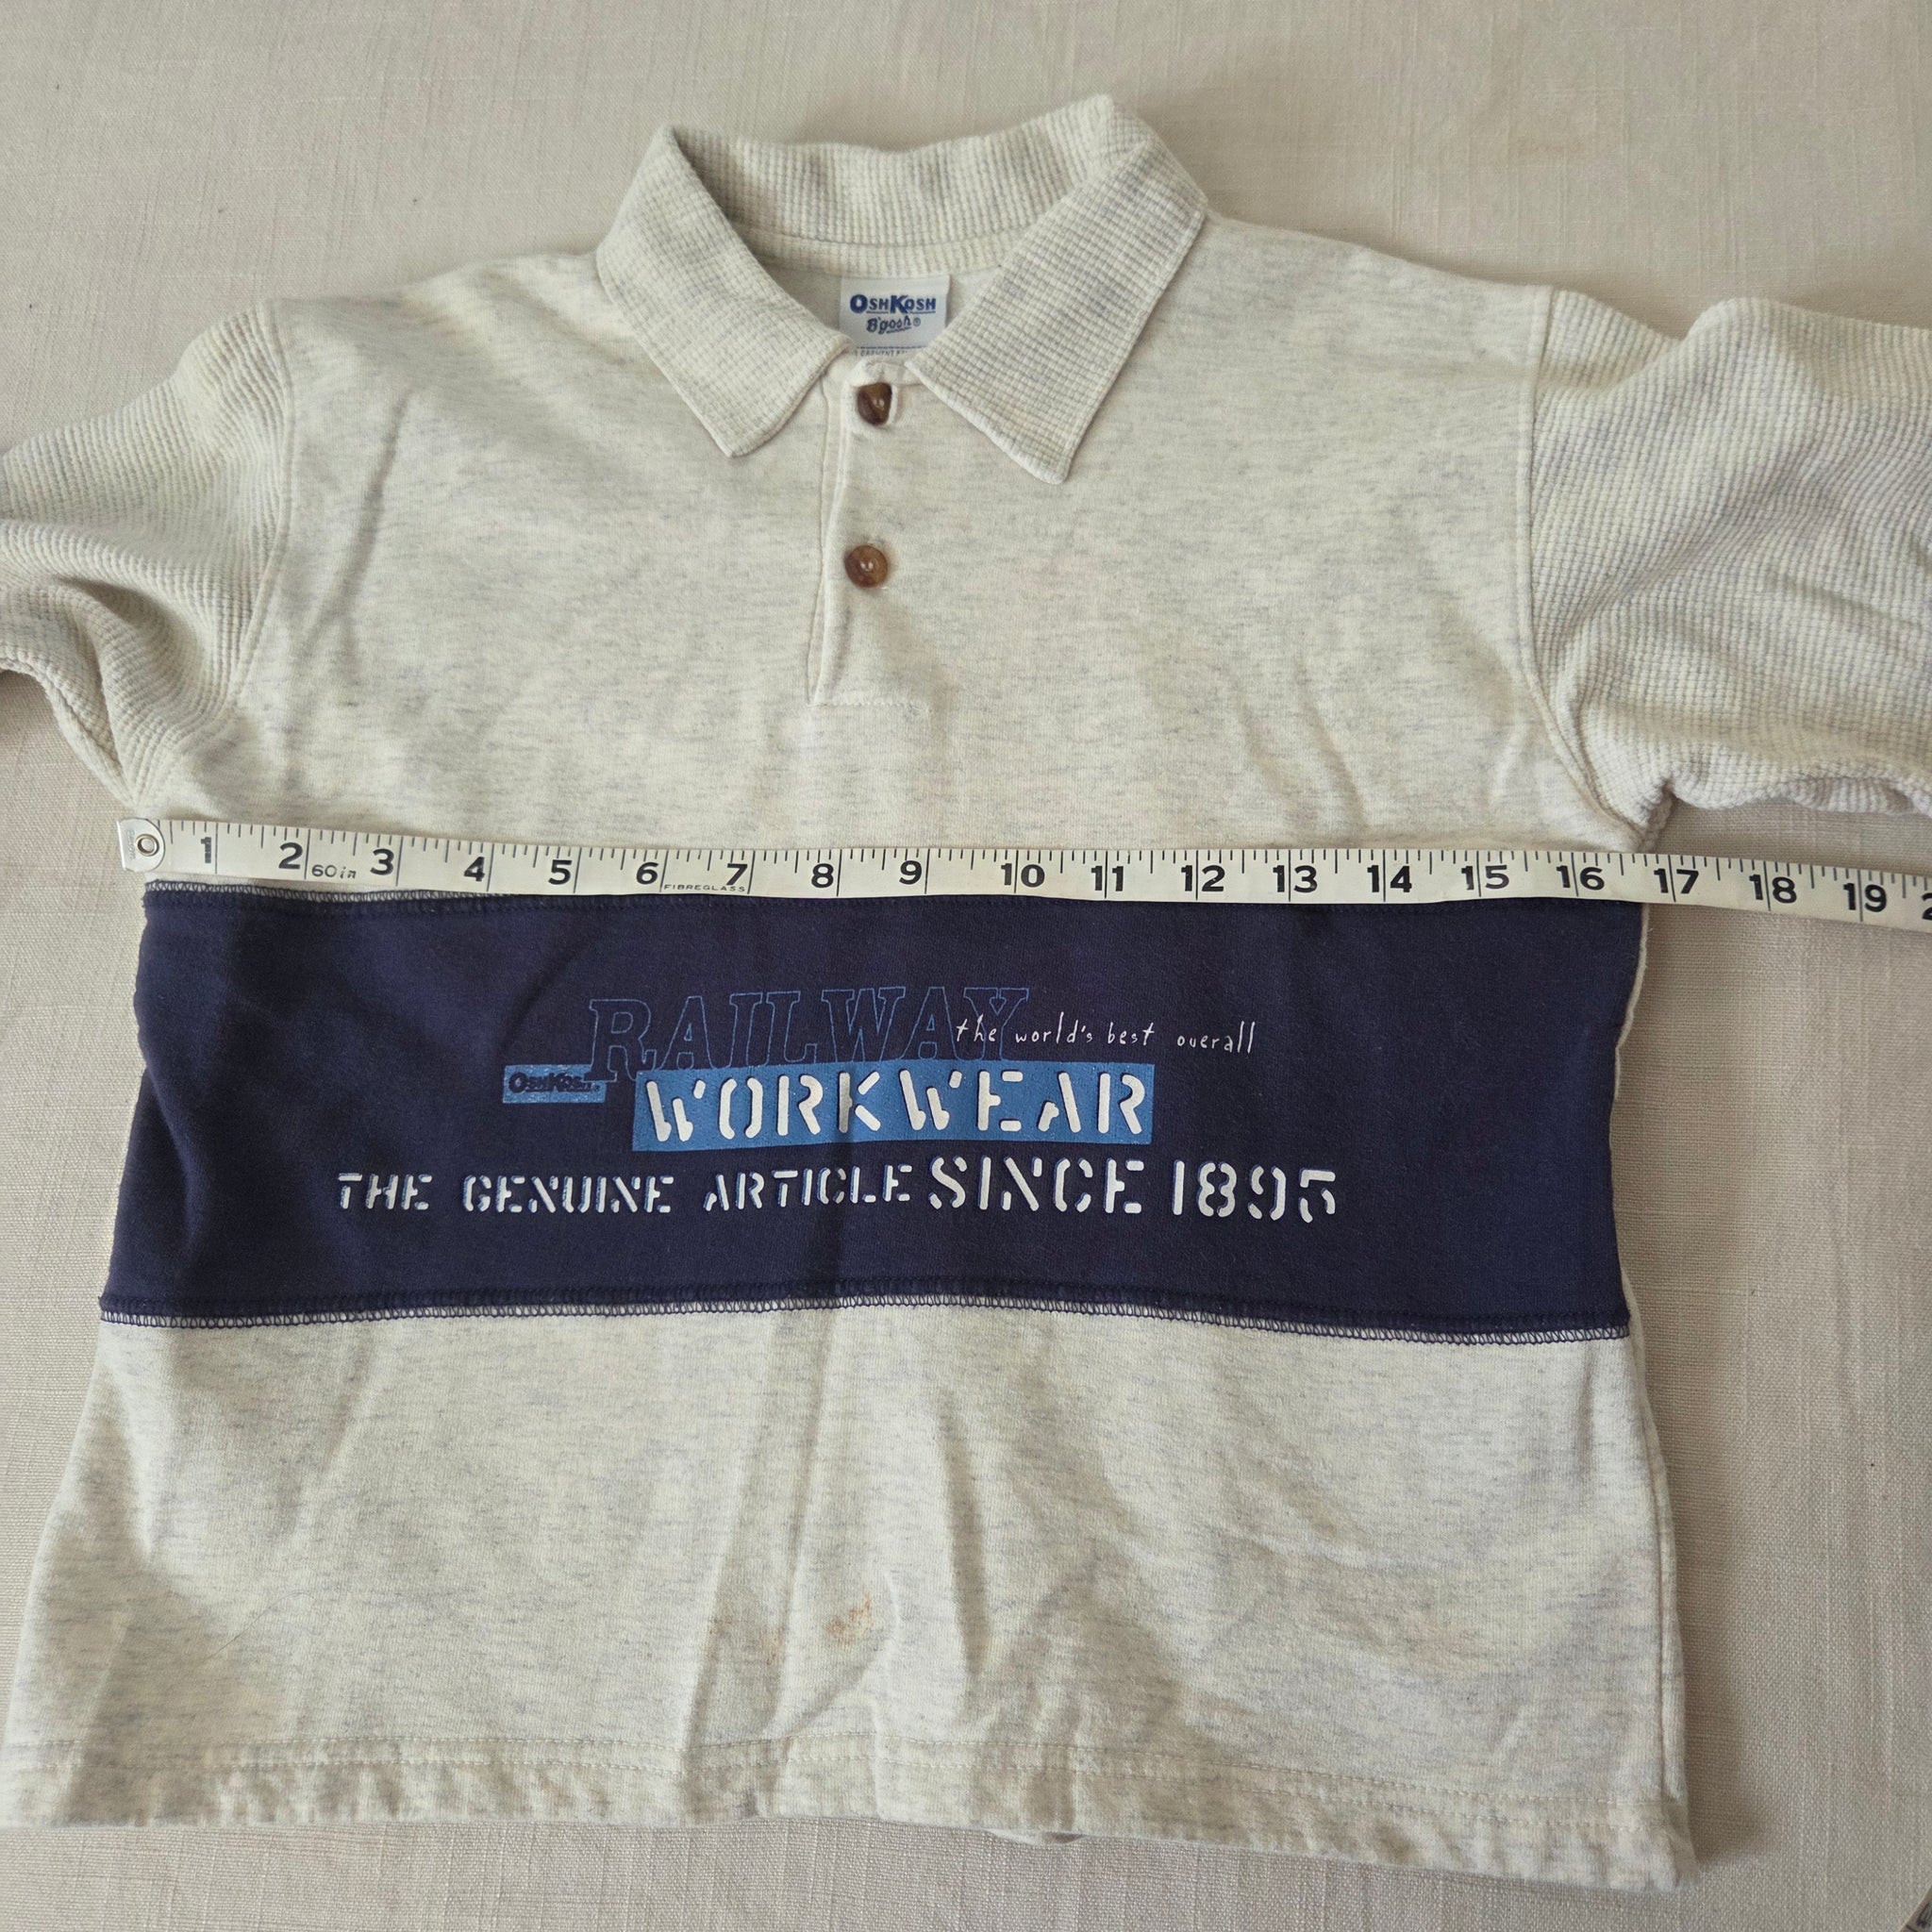 OSHKOSH
B'gosh®
1 2 60in 3 4 5 6 FIBREGLASS 7 8 9 10 11 12 13 14 15 16 17 18 19
RAILWAY
the world's best overall
OSHKOSH
WORKWEAR
THE GENUINE ARTICLE SINCE 1895